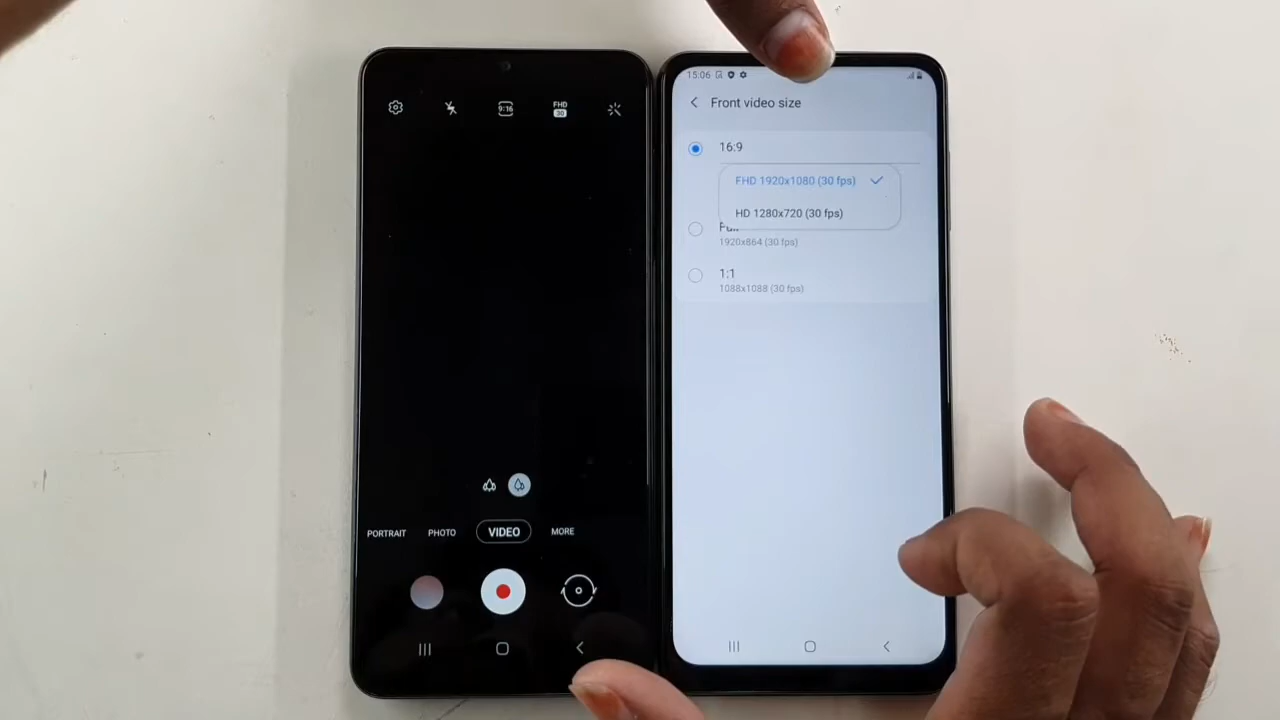 9:16
FHD
30
PORTRAIT PHOTO VIDEO MORE
15:06
Front video size
16:9
FHD 1920x1080 (30 fps)
HD 1280x720 (30 fps)
Full
1920x864 (30 fps)
1:1
1088x1088 (30 fps)